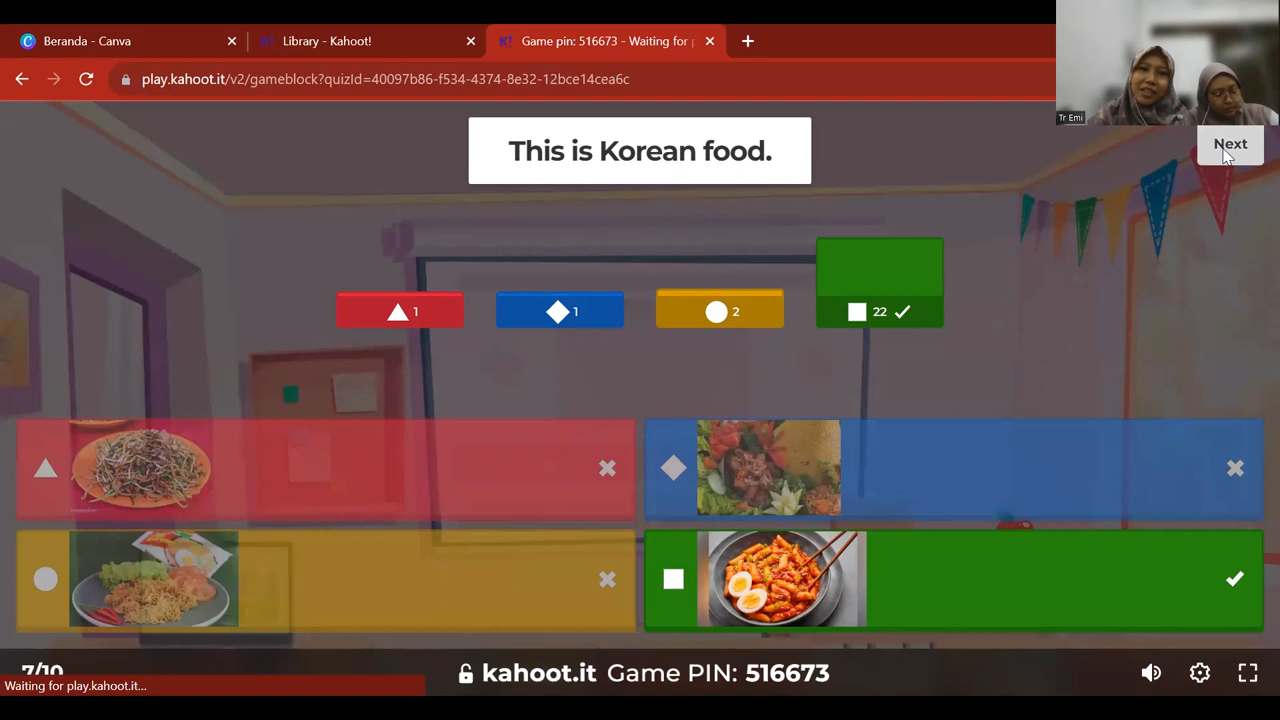 Beranda - Canva
Library - Kahoot!
Game pin: 516673 - Waiting for
play.kahoot.it/v2/gameblock?quizId=40097b86-f534-4374-8e32-12bce14cea6c
Tr Emi
This is Korean food.
Next
1
1
2
22
7/10
kahoot.it Game PIN: 516673
Waiting for play.kahoot.it...